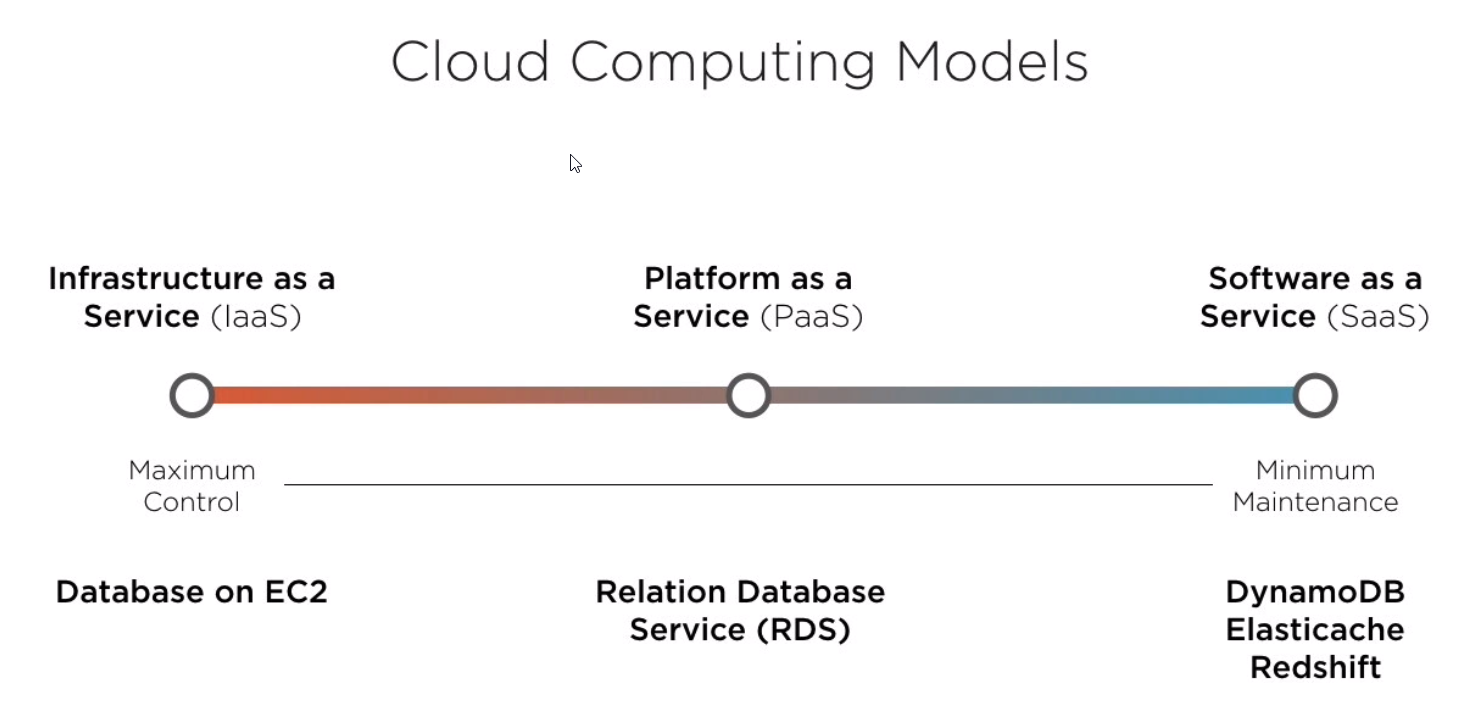 Cloud Computing Models
Infrastructure as a
Service (IaaS)
Platform as a
Service (PaaS)
Software as a
Service (SaaS)
Maximum
Control
Minimum
Maintenance
Database on EC2
Relation Database
Service (RDS)
DynamoDB
Elasticache
Redshift